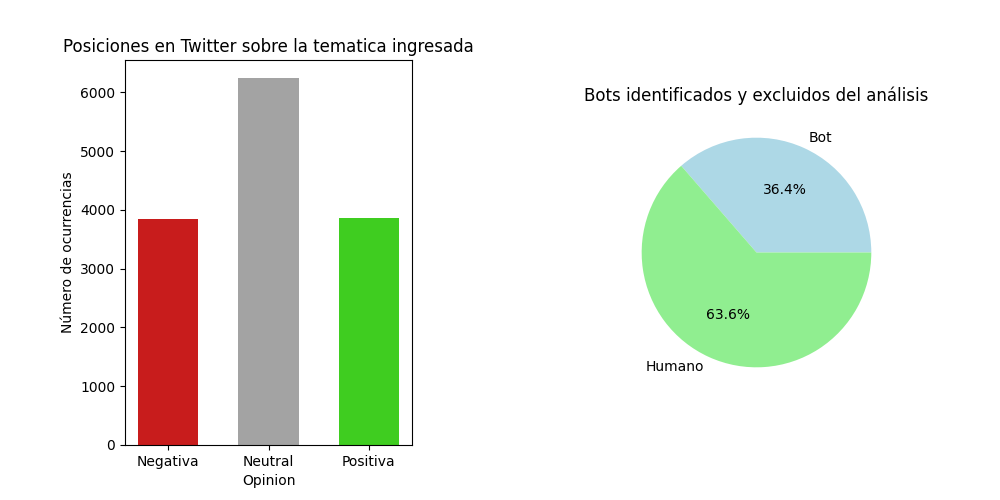 Posiciones en Twitter sobre la tematica ingresada
Número de ocurrencias
6000
5000
4000
3000
2000
1000
0
Negativa
Neutral
Positiva
Opinion
Bots identificados y excluidos del análisis
Bot
36.4%
63.6%
Humano